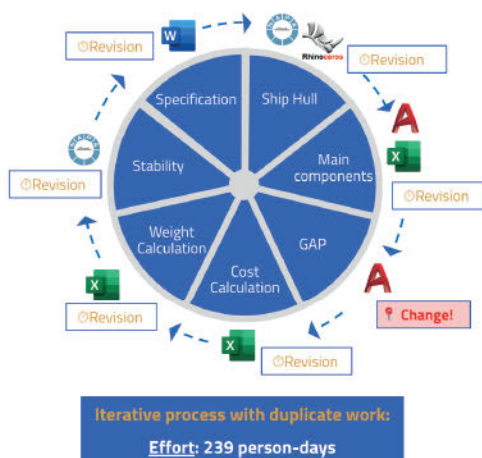 Revision
W
Rhinoceros
Revision
Specification
Ship Hull
A
X
Stability
Main
components
Revision
Revision
Weight
Calculation
GAP
Cost
Calculation
A
X
Change!
Revision
X
Revision
Iterative process with duplicate work:
Effort: 239 person-days